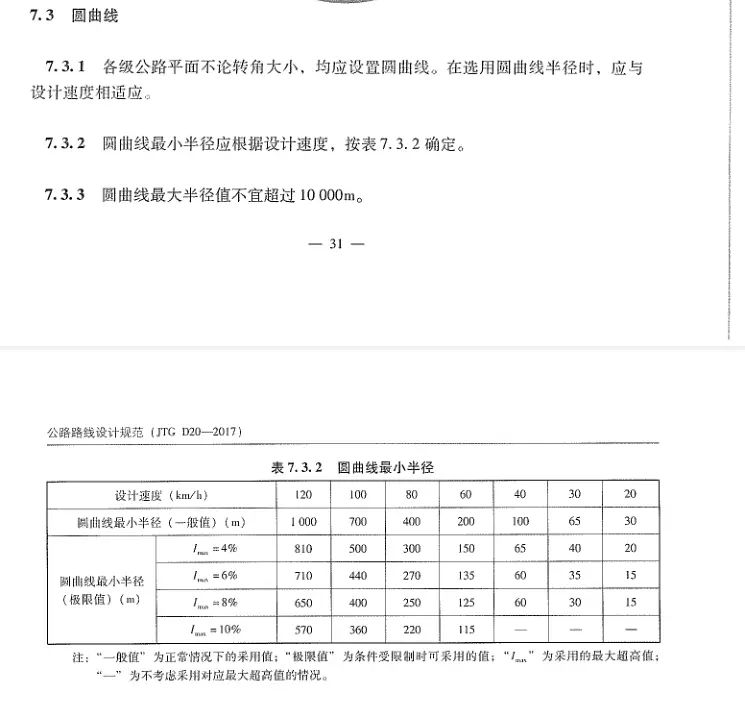 7.3 圆曲线
7.3.1 各级公路平面不论转角大小，均应设置圆曲线。在选用圆曲线半径时，应与
设计速度相适应。
7.3.2 圆曲线最小半径应根据设计速度，按表7.3.2确定。
7.3.3 圆曲线最大半径值不宜超过10 000m。
— 31 —
公路路线设计规范（JTG D20—2017）
表7.3.2 圆曲线最小半径
设计速度（km/h） 120 100 80 60 40 30 20
圆曲线最小半径（一般值）（m） 1 000 700 400 200 100 65 30
圆曲线最小半径
（极限值）（m）
Imax=4% 810 500 300 150 65 40 20
Imax=6% 710 440 270 135 60 35 15
Imax=8% 650 400 250 125 60 30 15
Imax=10% 570 360 220 115 — — —
注：“一般值”为正常情况下的采用值；“极限值”为条件受限制时可采用的值；“Imax”为采用的最大超高值；
“—”为不考虑采用对应最大超高值的情况。